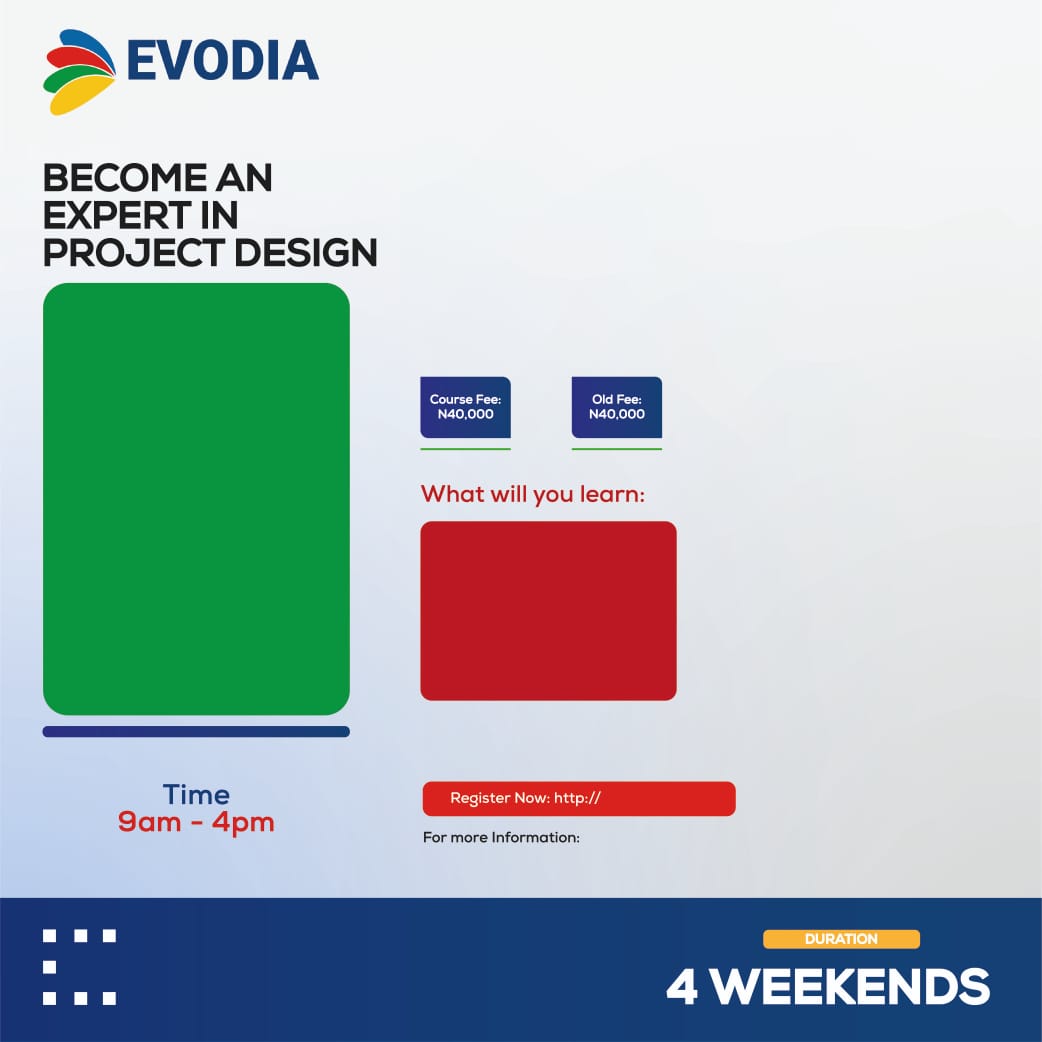 EVODIA
BECOME AN
EXPERT IN
PROJECT DESIGN
Course Fee:
N40,000
Old Fee:
N40,000
What will you learn:
Time
9am - 4pm
Register Now: http://
For more Information:
DURATION
4 WEEKENDS